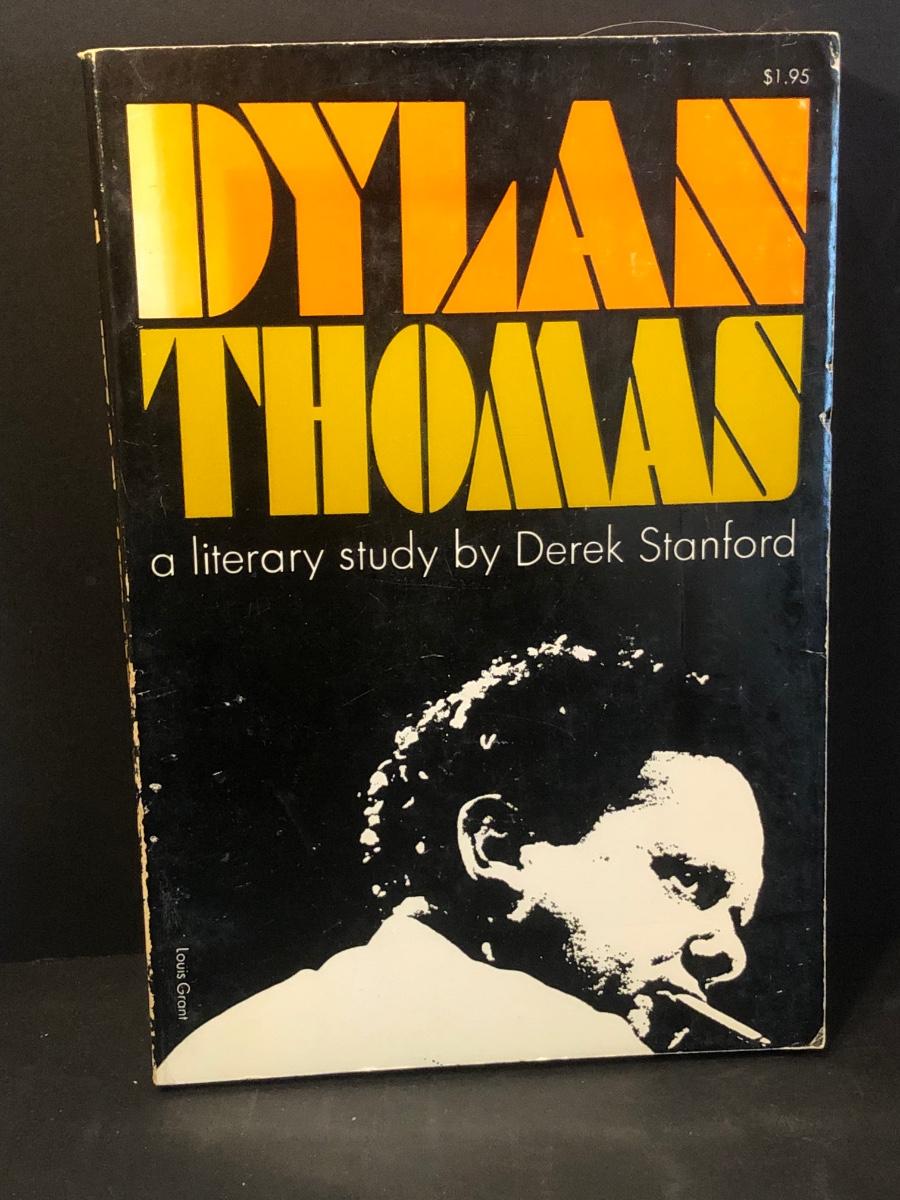 $1.95
DYLAN
THOMAS
a literary study by Derek Stanford
Louis Grant